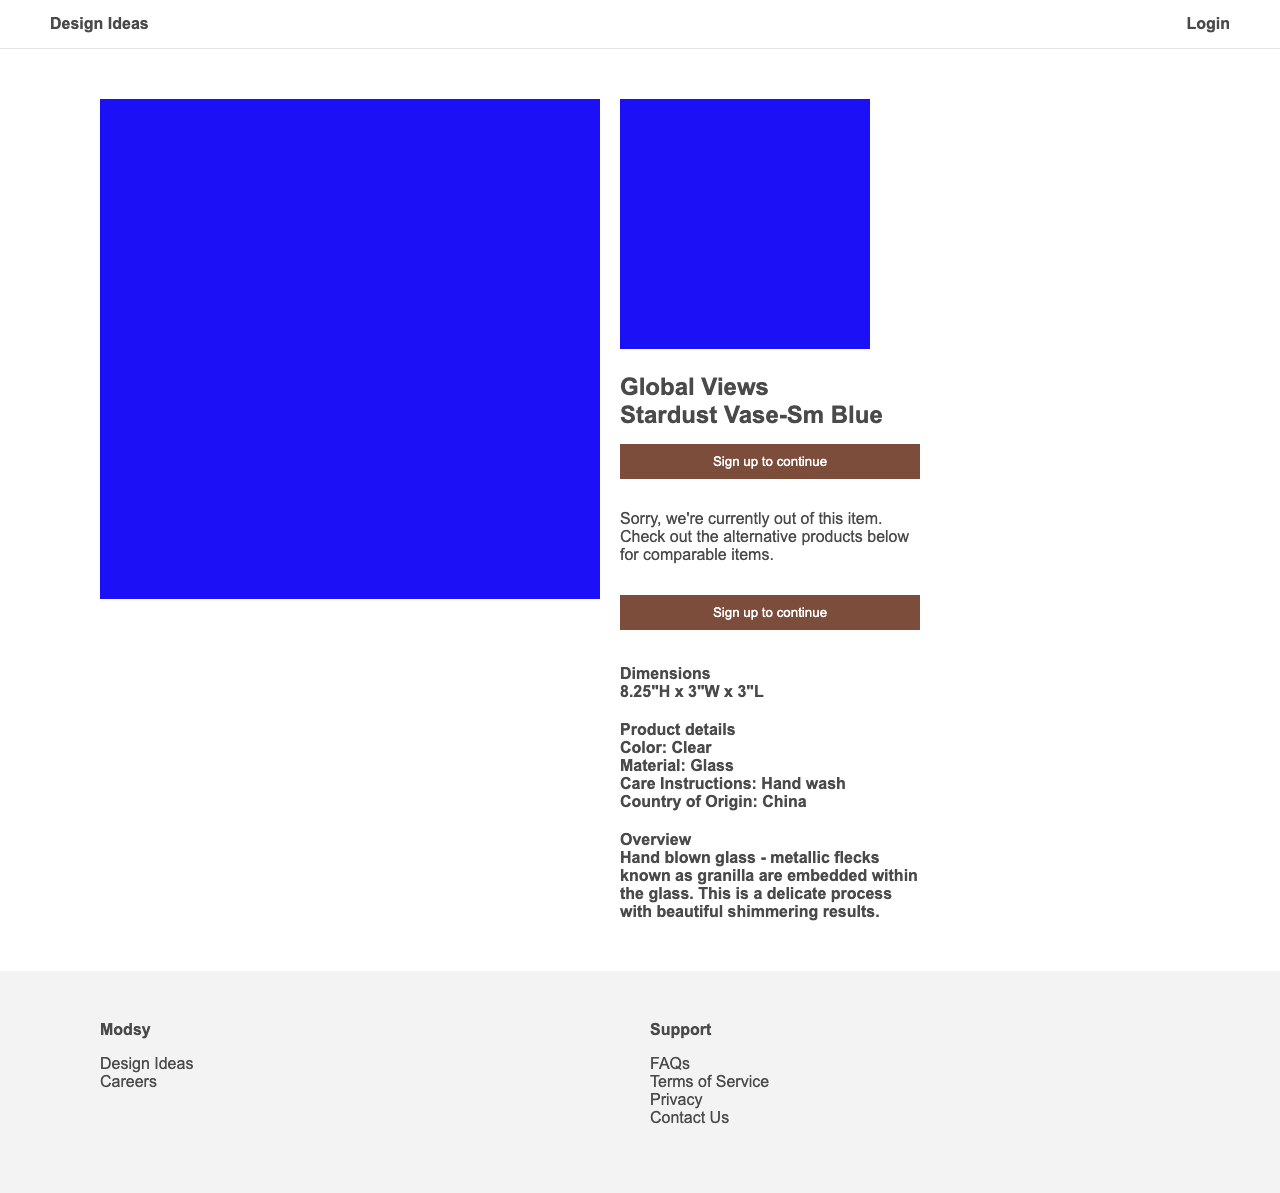 Design Ideas
Login
Global Views
Stardust Vase-Sm Blue
Sign up to continue
Sorry, we're currently out of this item.
Check out the alternative products below
for comparable items.
Sign up to continue
Dimensions
8.25"H x 3"W x 3"L
Product details
Color: Clear
Material: Glass
Care Instructions: Hand wash
Country of Origin: China
Overview
Hand blown glass - metallic flecks
known as granilla are embedded within
the glass. This is a delicate process
with beautiful shimmering results.
Modsy
Design Ideas
Careers
Support
FAQs
Terms of Service
Privacy
Contact Us